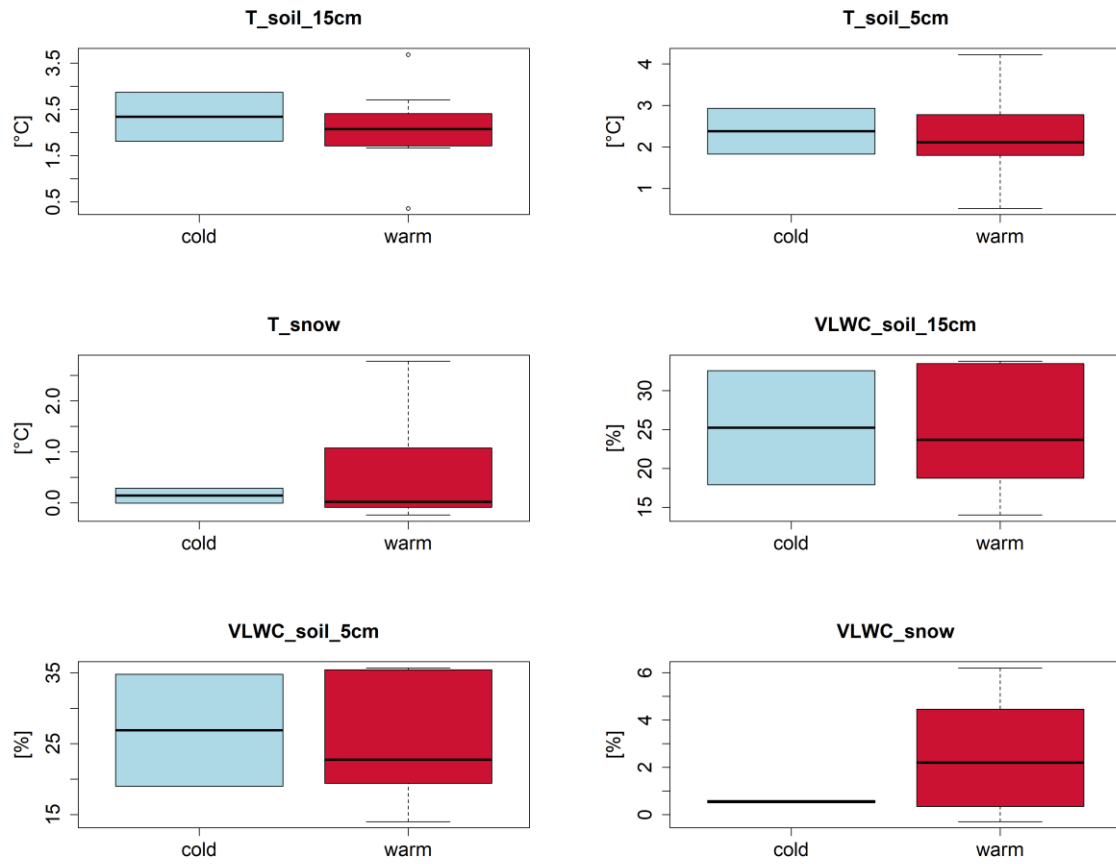 T_soil_15cm
[°C]
0.5 1.5 2.5 3.5
cold warm
T_soil_5cm
[°C]
1 2 3 4
cold warm
T_snow
[°C]
0.0 1.0 2.0
cold warm
VLWC_soil_15cm
[%]
15 20 25 30
cold warm
VLWC_soil_5cm
[%]
15 25 35
cold warm
VLWC_snow
[%]
0 2 4 6
cold warm